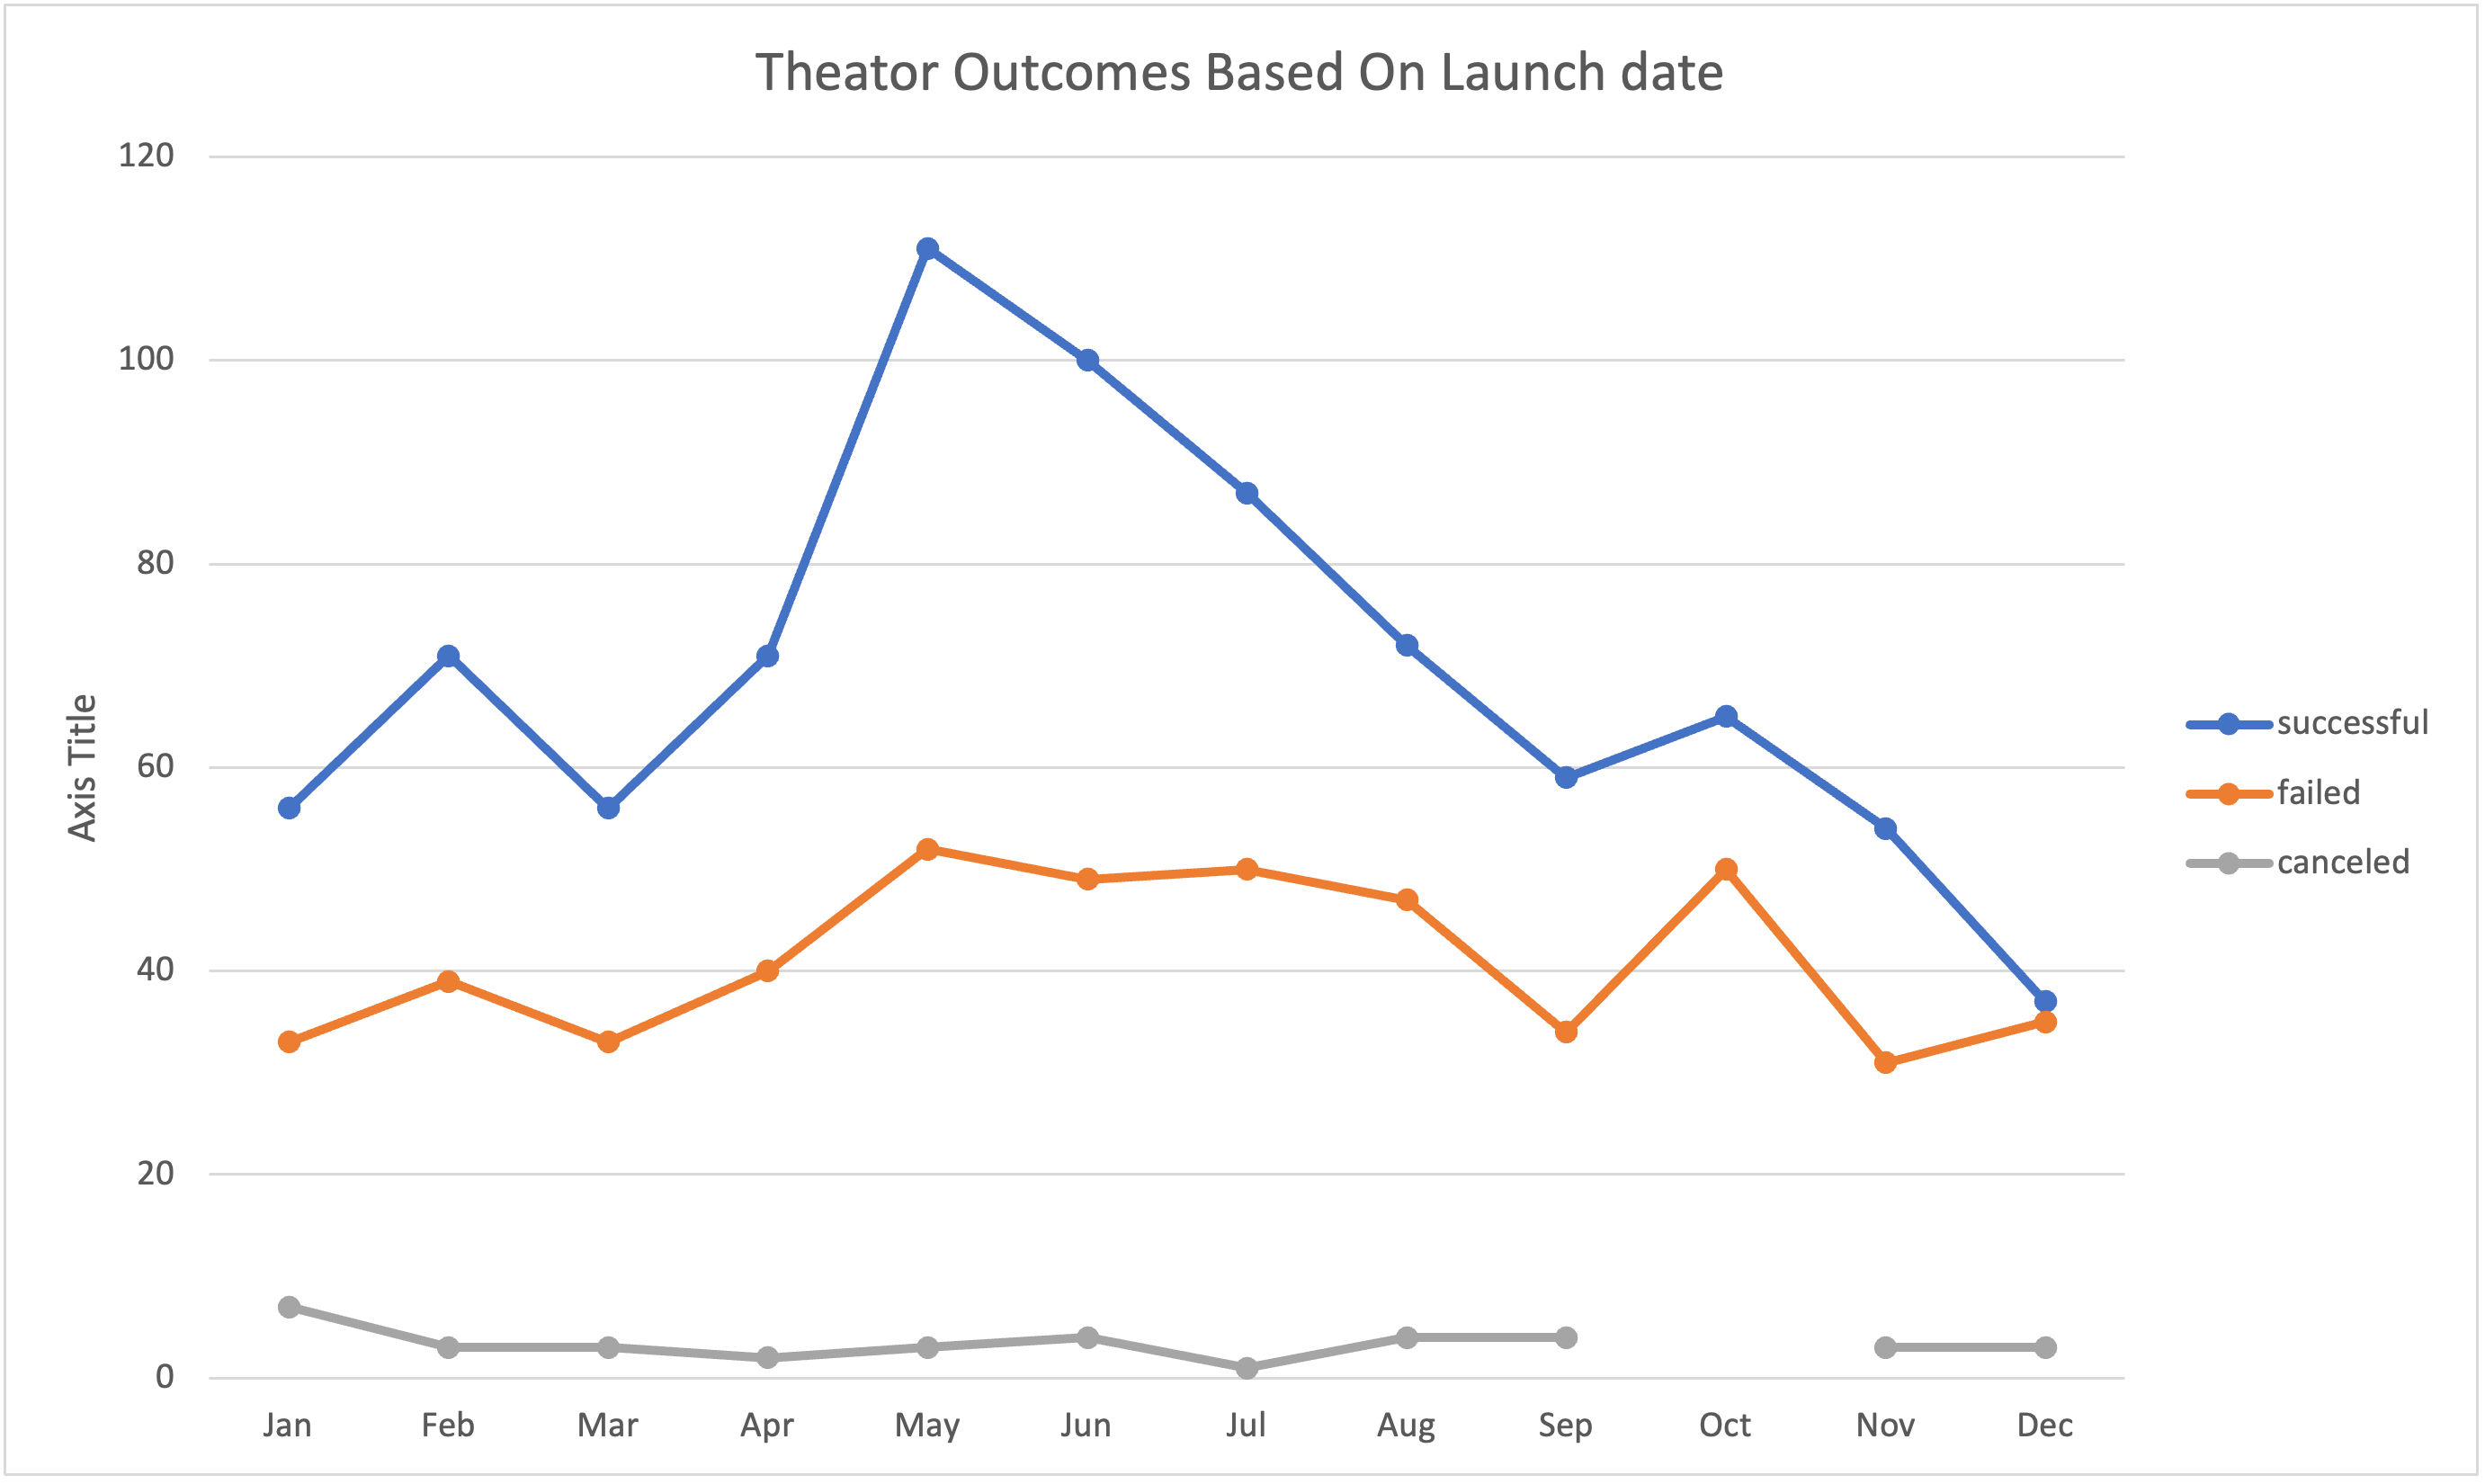 Theator Outcomes Based On Launch date
120
100
80
60
40
20
0
Axis Title
Jan Feb Mar Apr May Jun Jul Aug Sep Oct Nov Dec
successful
failed
canceled